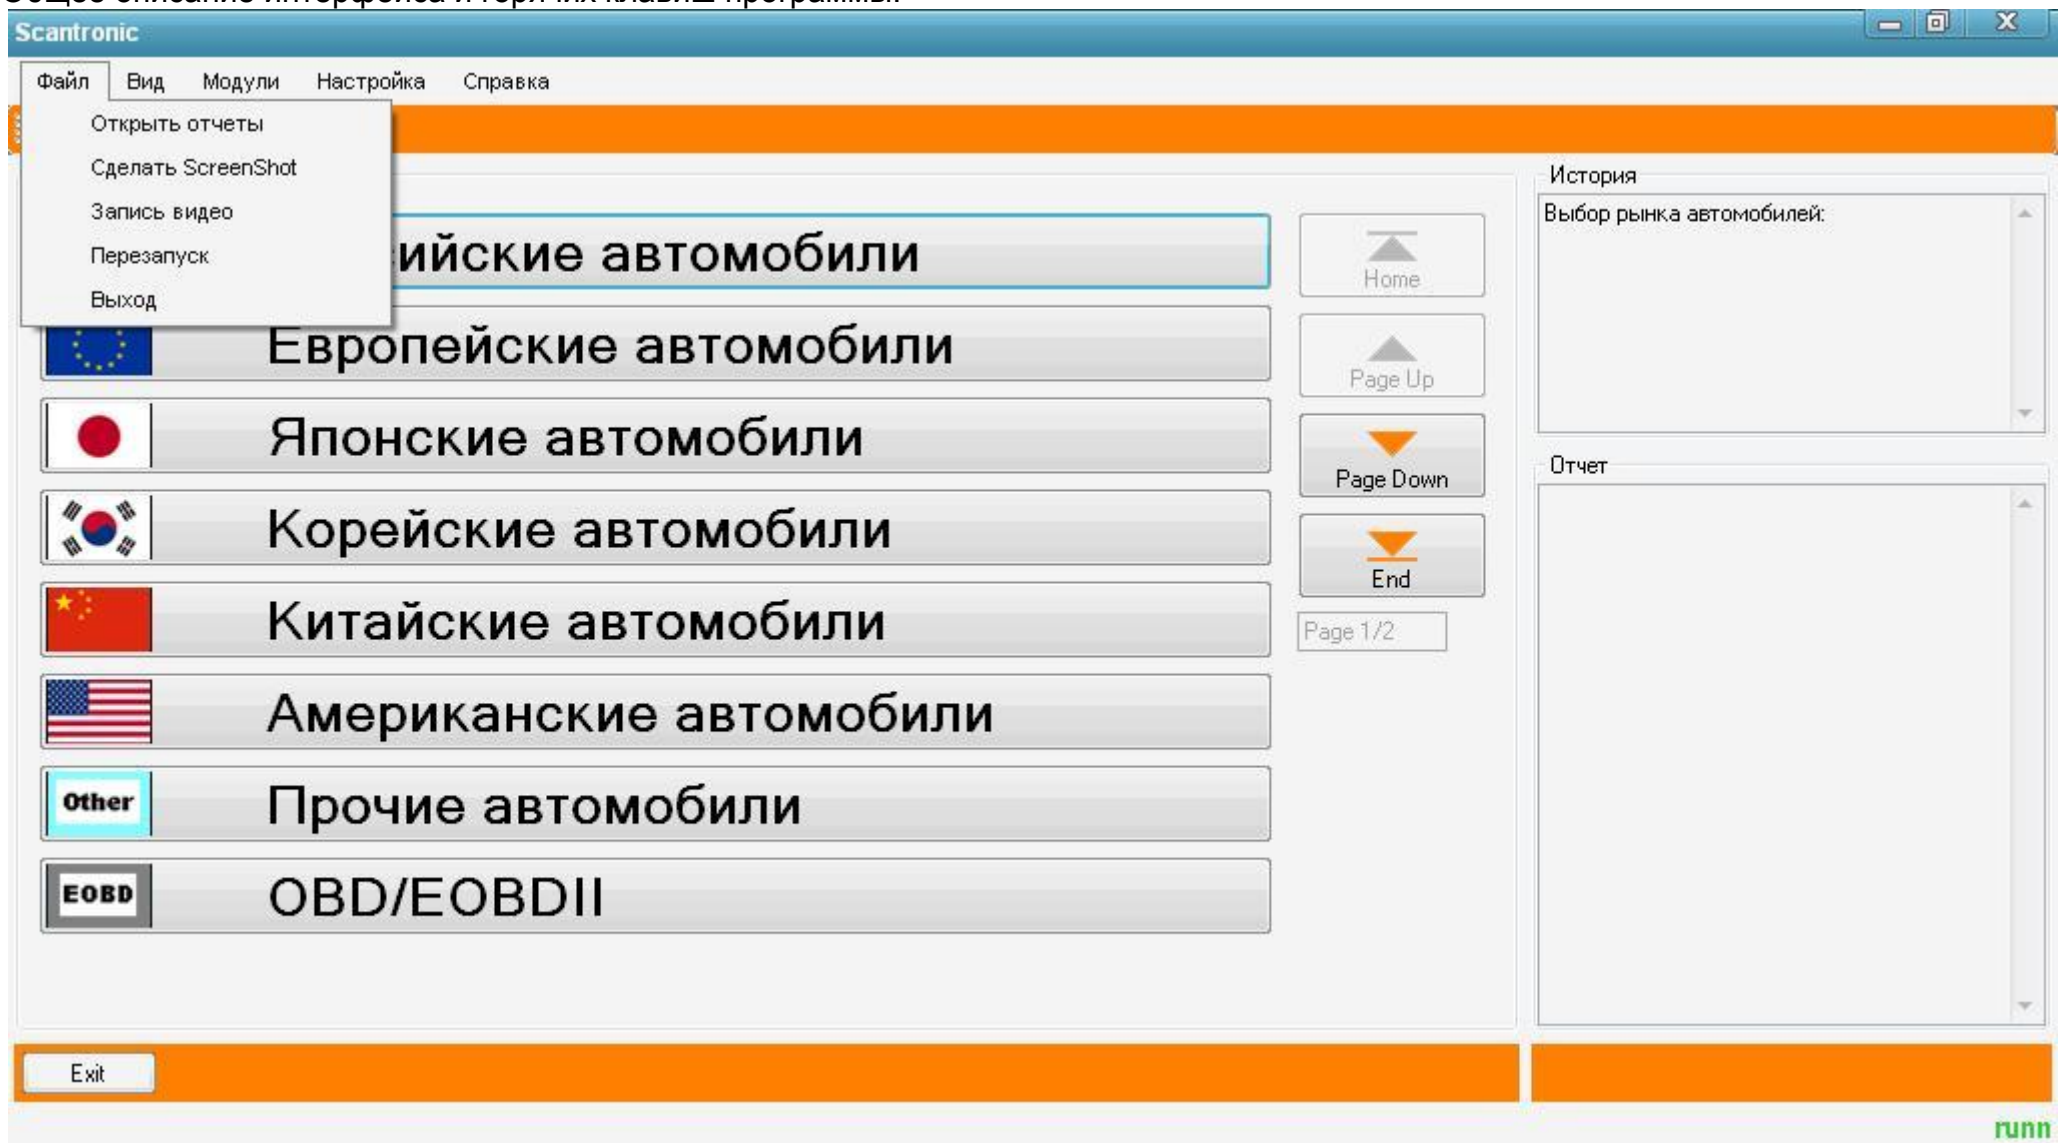 Scantronic
Файл Вид Модули Настройка Справка
Открыть отчеты
Сделать ScreenShot
Запись видео
Перезапуск
Выход
ийские автомобили
Европейские автомобили
Японские автомобили
Корейские автомобили
Китайские автомобили
Американские автомобили
Other Прочие автомобили
EOBD OBD/EOBDII
Home
Page Up
Page Down
End
Page 1/2
История
Выбор рынка автомобилей:
Отчет
Exit
runn